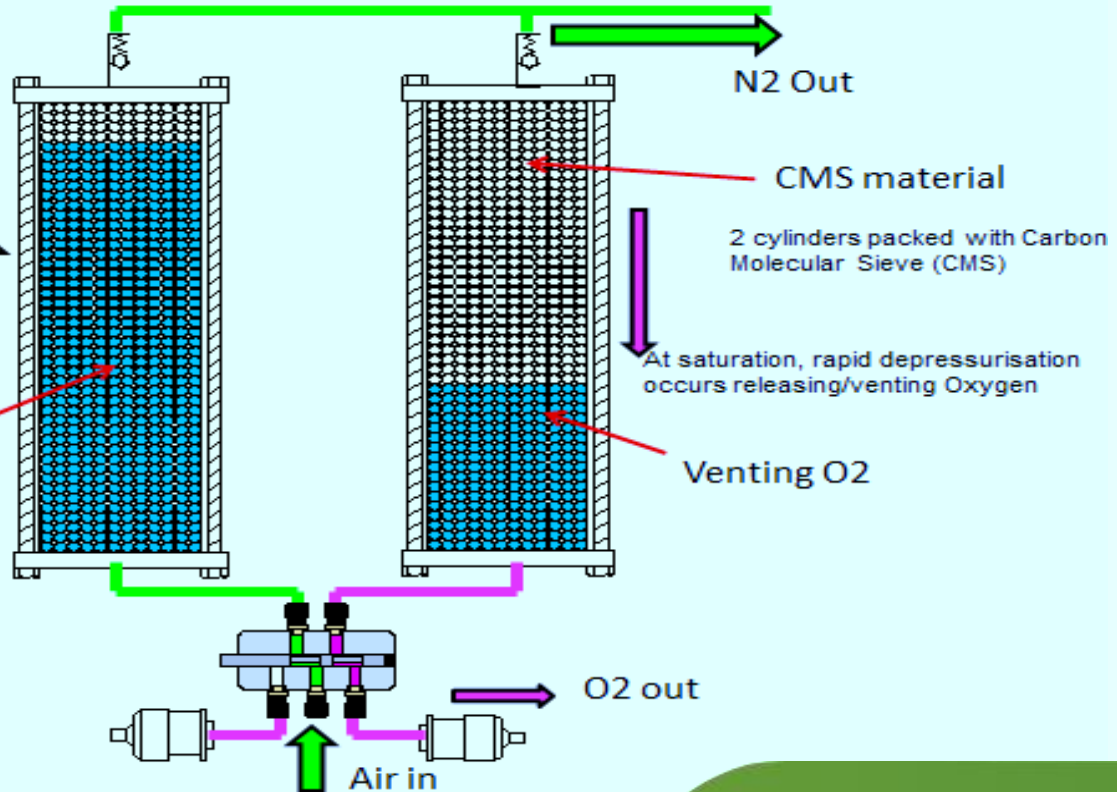 N2 Out
CMS material
2 cylinders packed with Carbon
Molecular Sieve (CMS)
At saturation, rapid depressurisation
occurs releasing/venting Oxygen
Venting O2
O2 out
Air in